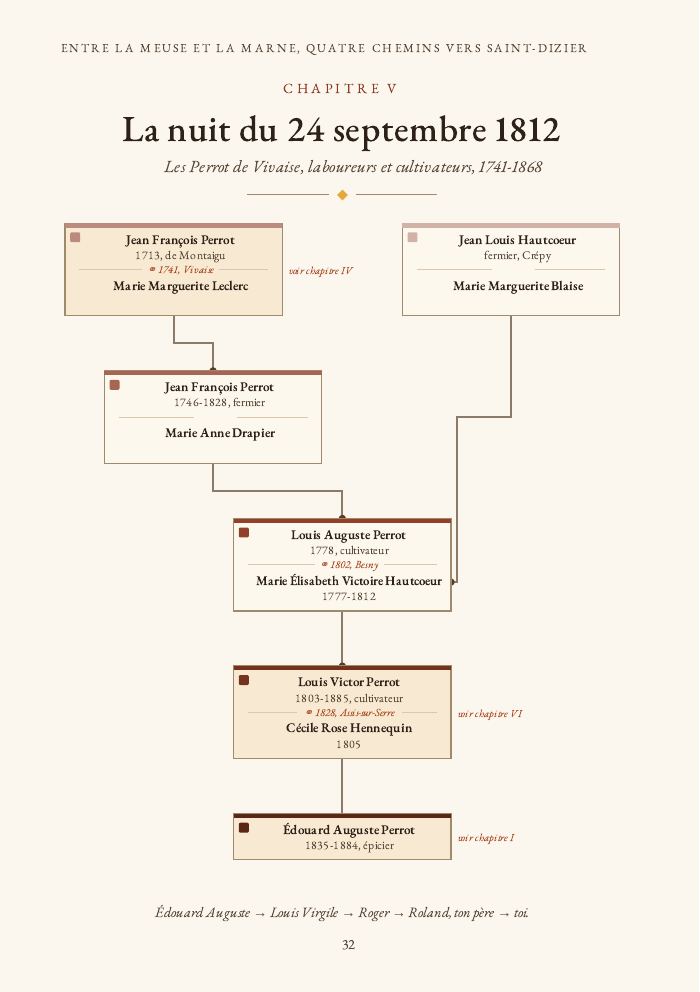 ENTRE LA MEUSE ET LA MARNE, QUATRE CHEMINS VERS SAINT-DIZIER
CHAPITRE V
La nuit du 24 septembre 1812
Les Perrot de Vivaise, laboureurs et cultivateurs, 1741-1868
Jean François Perrot
1713, de Montaigu
⚭ 1741, Vivaise
Marie Marguerite Leclerc
voir chapitre IV
Jean Louis Hautcoeur
fermier, Crépy
Marie Marguerite Blaise
Jean François Perrot
1746-1828, fermier
Marie Anne Drapier
Louis Auguste Perrot
1778, cultivateur
⚭ 1802, Besny
Marie Élisabeth Victoire Hautcoeur
1777-1812
Louis Victor Perrot
1803-1885, cultivateur
⚭ 1828, Assis-sur-Serre
Cécile Rose Hennequin
1805
voir chapitre VI
Édouard Auguste Perrot
1835-1884, épicier
voir chapitre I
Édouard Auguste → Louis Virgile → Roger → Roland, ton père → toi.
32